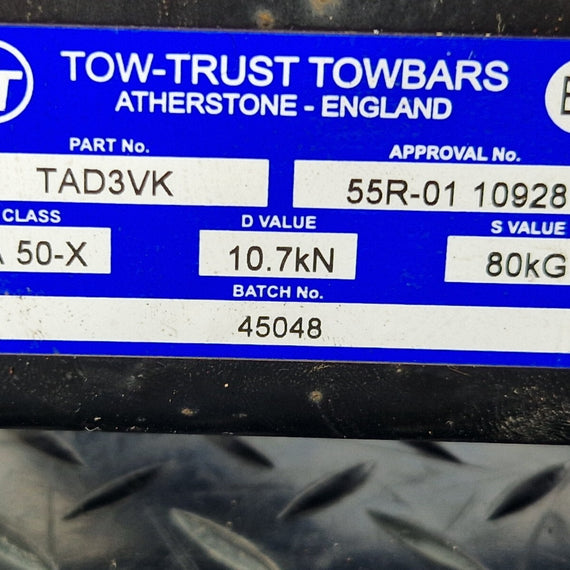 T
TOW-TRUST TOWBARS
E
ATHERSTONE - ENGLAND
PART No.
APPROVAL No.
TAD3VK
55R-01 10928
CLASS
D VALUE
S VALUE
A 50-X
10.7kN
80kG
BATCH No.
45048